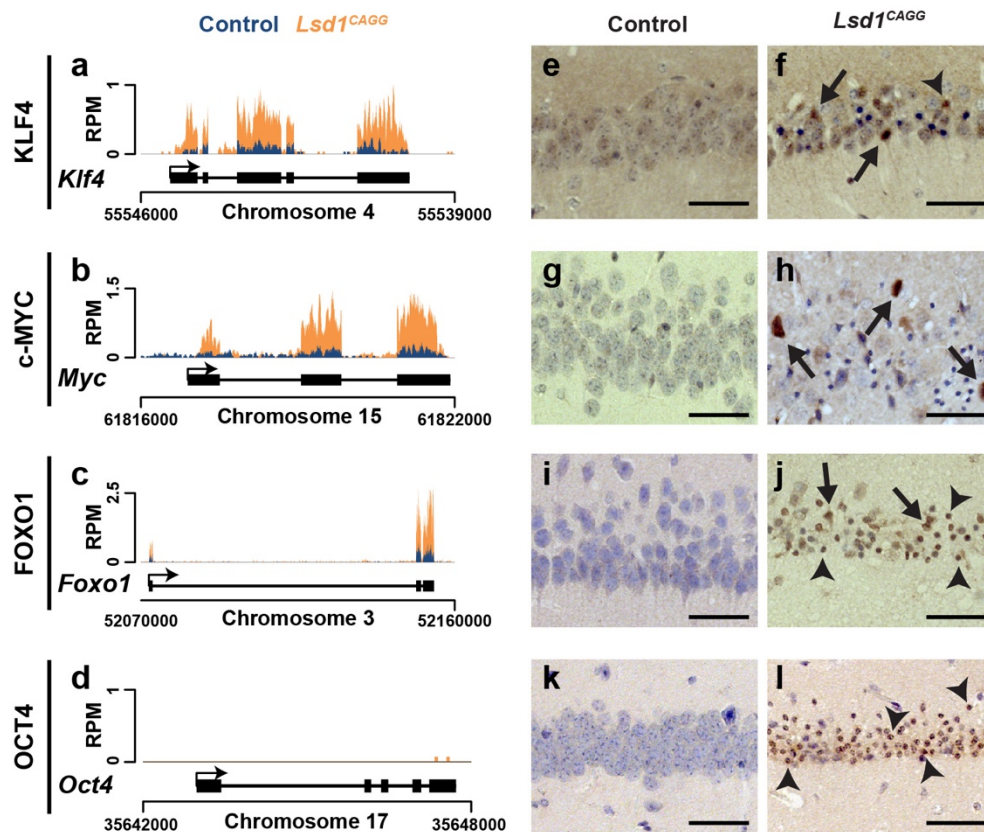 Control Lsd1CAGG
Control
Lsd1CAGG
KLF4
a
RPM
1
0
Klf4
55546000
Chromosome 4
55539000
e
f
c-MYC
b
RPM
1.5
0
Myc
61816000
Chromosome 15
61822000
g
h
FOXO1
c
RPM
2.5
0
Foxo1
52070000
Chromosome 3
52160000
i
j
OCT4
d
RPM
1
0
Oct4
35642000
Chromosome 17
35648000
k
l